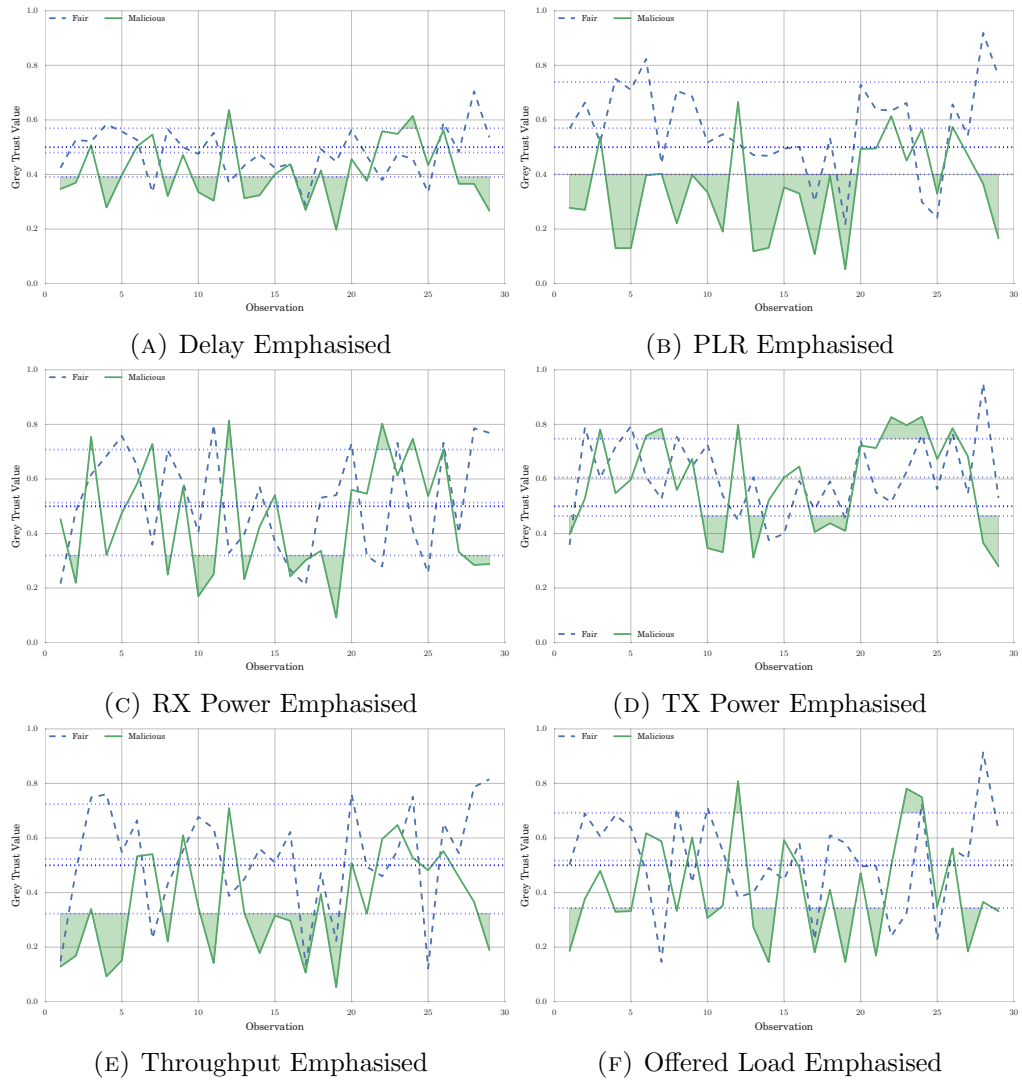 Fair Malicious
1.0
0.8
0.6
0.4
0.2
0.0
Grey Trust Value
0 5 10 15 20 25 30
Observation
(A) Delay Emphasised
Fair Malicious
1.0
0.8
0.6
0.4
0.2
0.0
Grey Trust Value
0 5 10 15 20 25 30
Observation
(B) PLR Emphasised
Fair Malicious
1.0
0.8
0.6
0.4
0.2
0.0
Grey Trust Value
0 5 10 15 20 25 30
Observation
(C) RX Power Emphasised
1.0
0.8
0.6
0.4
0.2
0.0
Grey Trust Value
Fair Malicious
0 5 10 15 20 25 30
Observation
(D) TX Power Emphasised
Fair Malicious
1.0
0.8
0.6
0.4
0.2
0.0
Grey Trust Value
0 5 10 15 20 25 30
Observation
(E) Throughput Emphasised
Fair Malicious
1.0
0.8
0.6
0.4
0.2
0.0
Grey Trust Value
0 5 10 15 20 25 30
Observation
(F) Offered Load Emphasised